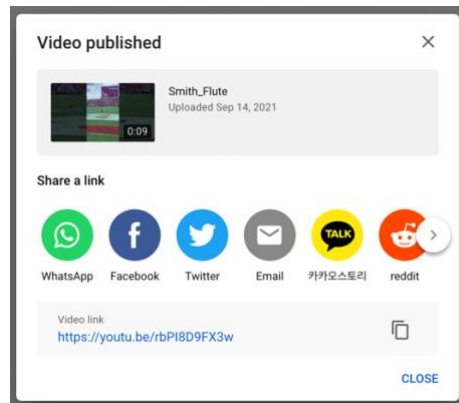 Video published
Smith_Flute
Uploaded Sep 14, 2021
0:09
Share a link
TALK
WhatsApp Facebook Twitter Email 카카오스토리 reddit
Video link
https://youtu.be/rbPI8D9FX3w
CLOSE